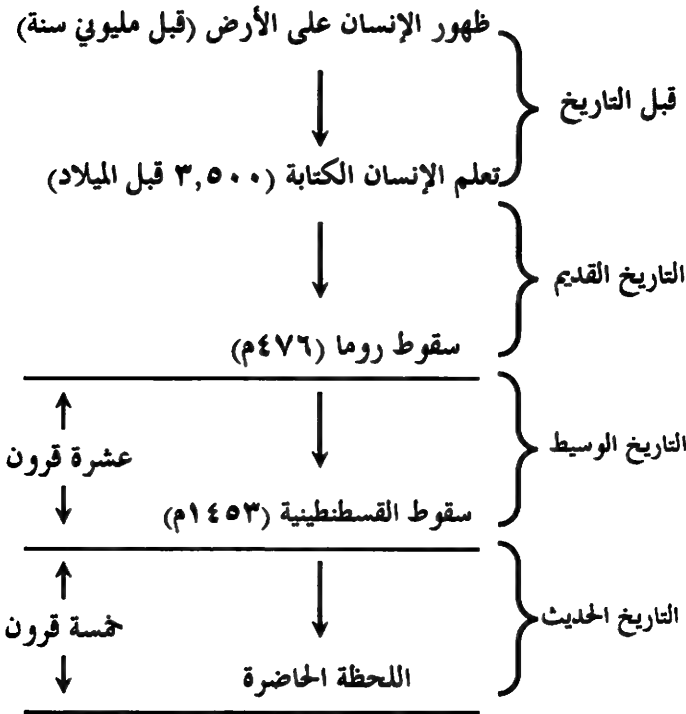 ظهور الإنسان على الأرض (قبل مليوني سنة)
قبل التاريخ
تعلم الإنسان الكتابة (٣,٥٠٠ قبل الميلاد)
التاريخ القديم
سقوط روما (٤٧٦م)
التاريخ الوسيط
عشرة قرون
سقوط القسطنطينية (١٤٥٣م)
التاريخ الحديث
خمسة قرون
اللحظة الحاضرة